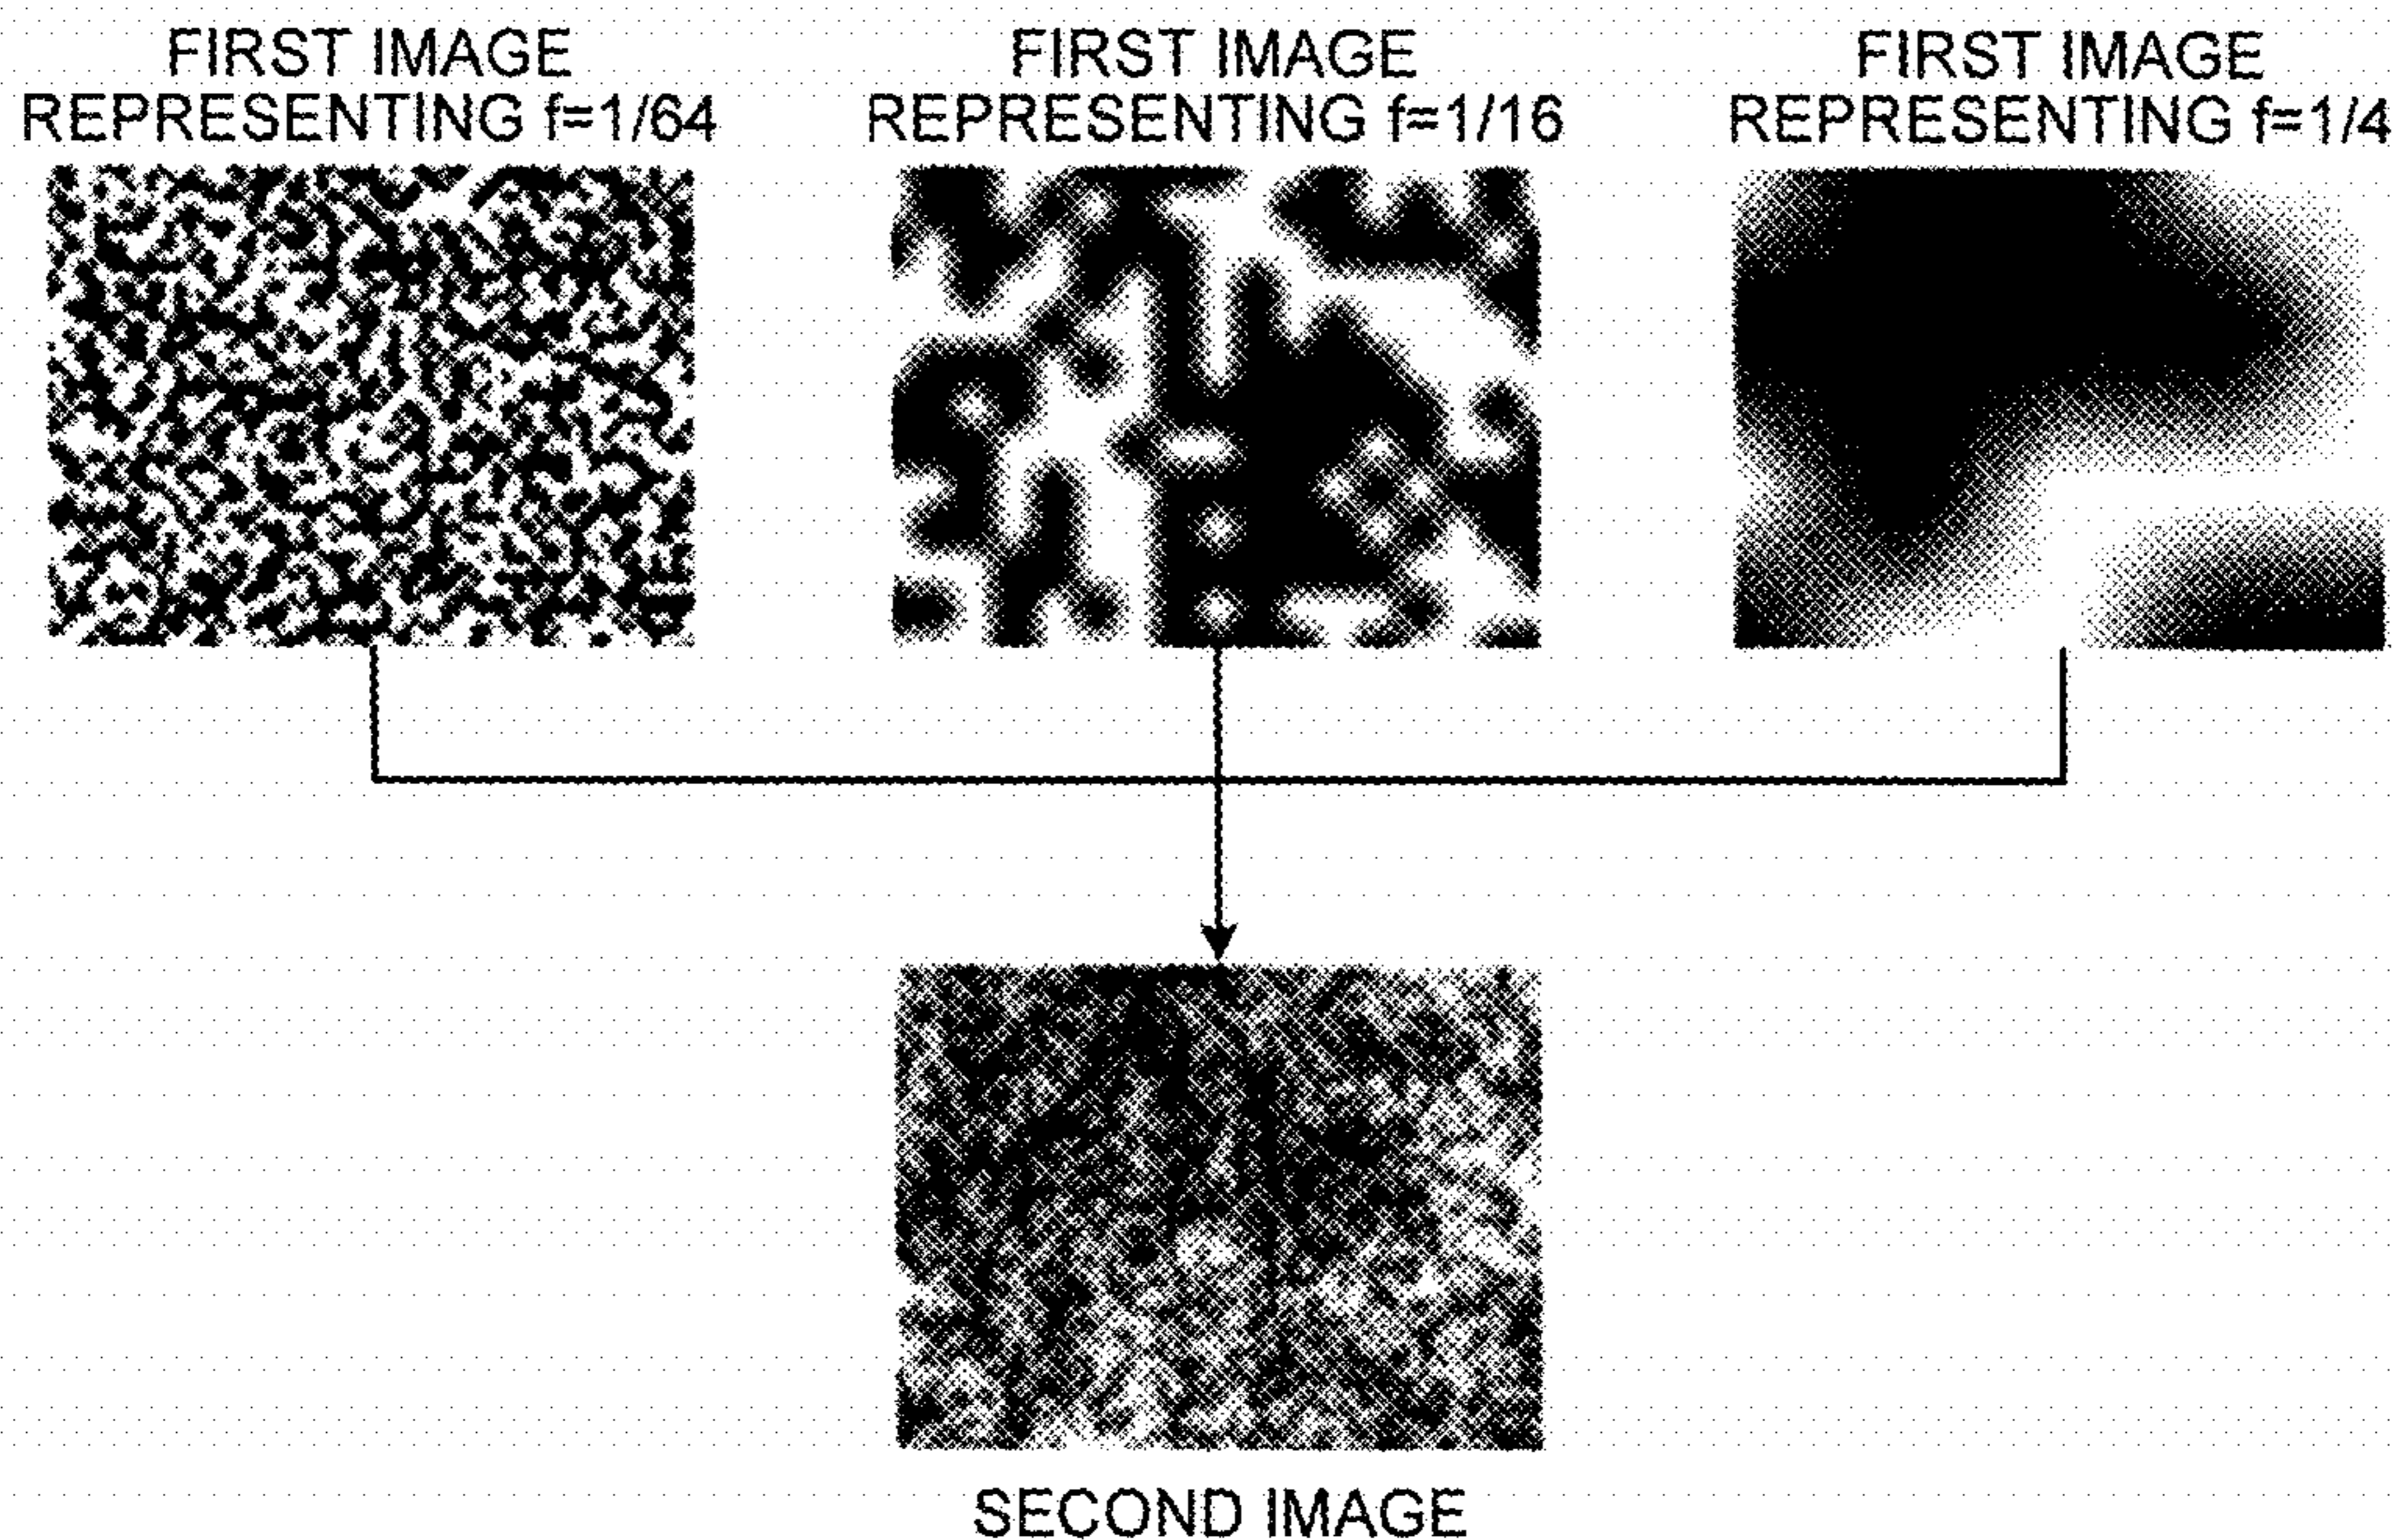 FIRST IMAGE
REPRESENTING f=1/64
FIRST IMAGE
REPRESENTING f=1/16
FIRST IMAGE
REPRESENTING f=1/4
SECOND IMAGE